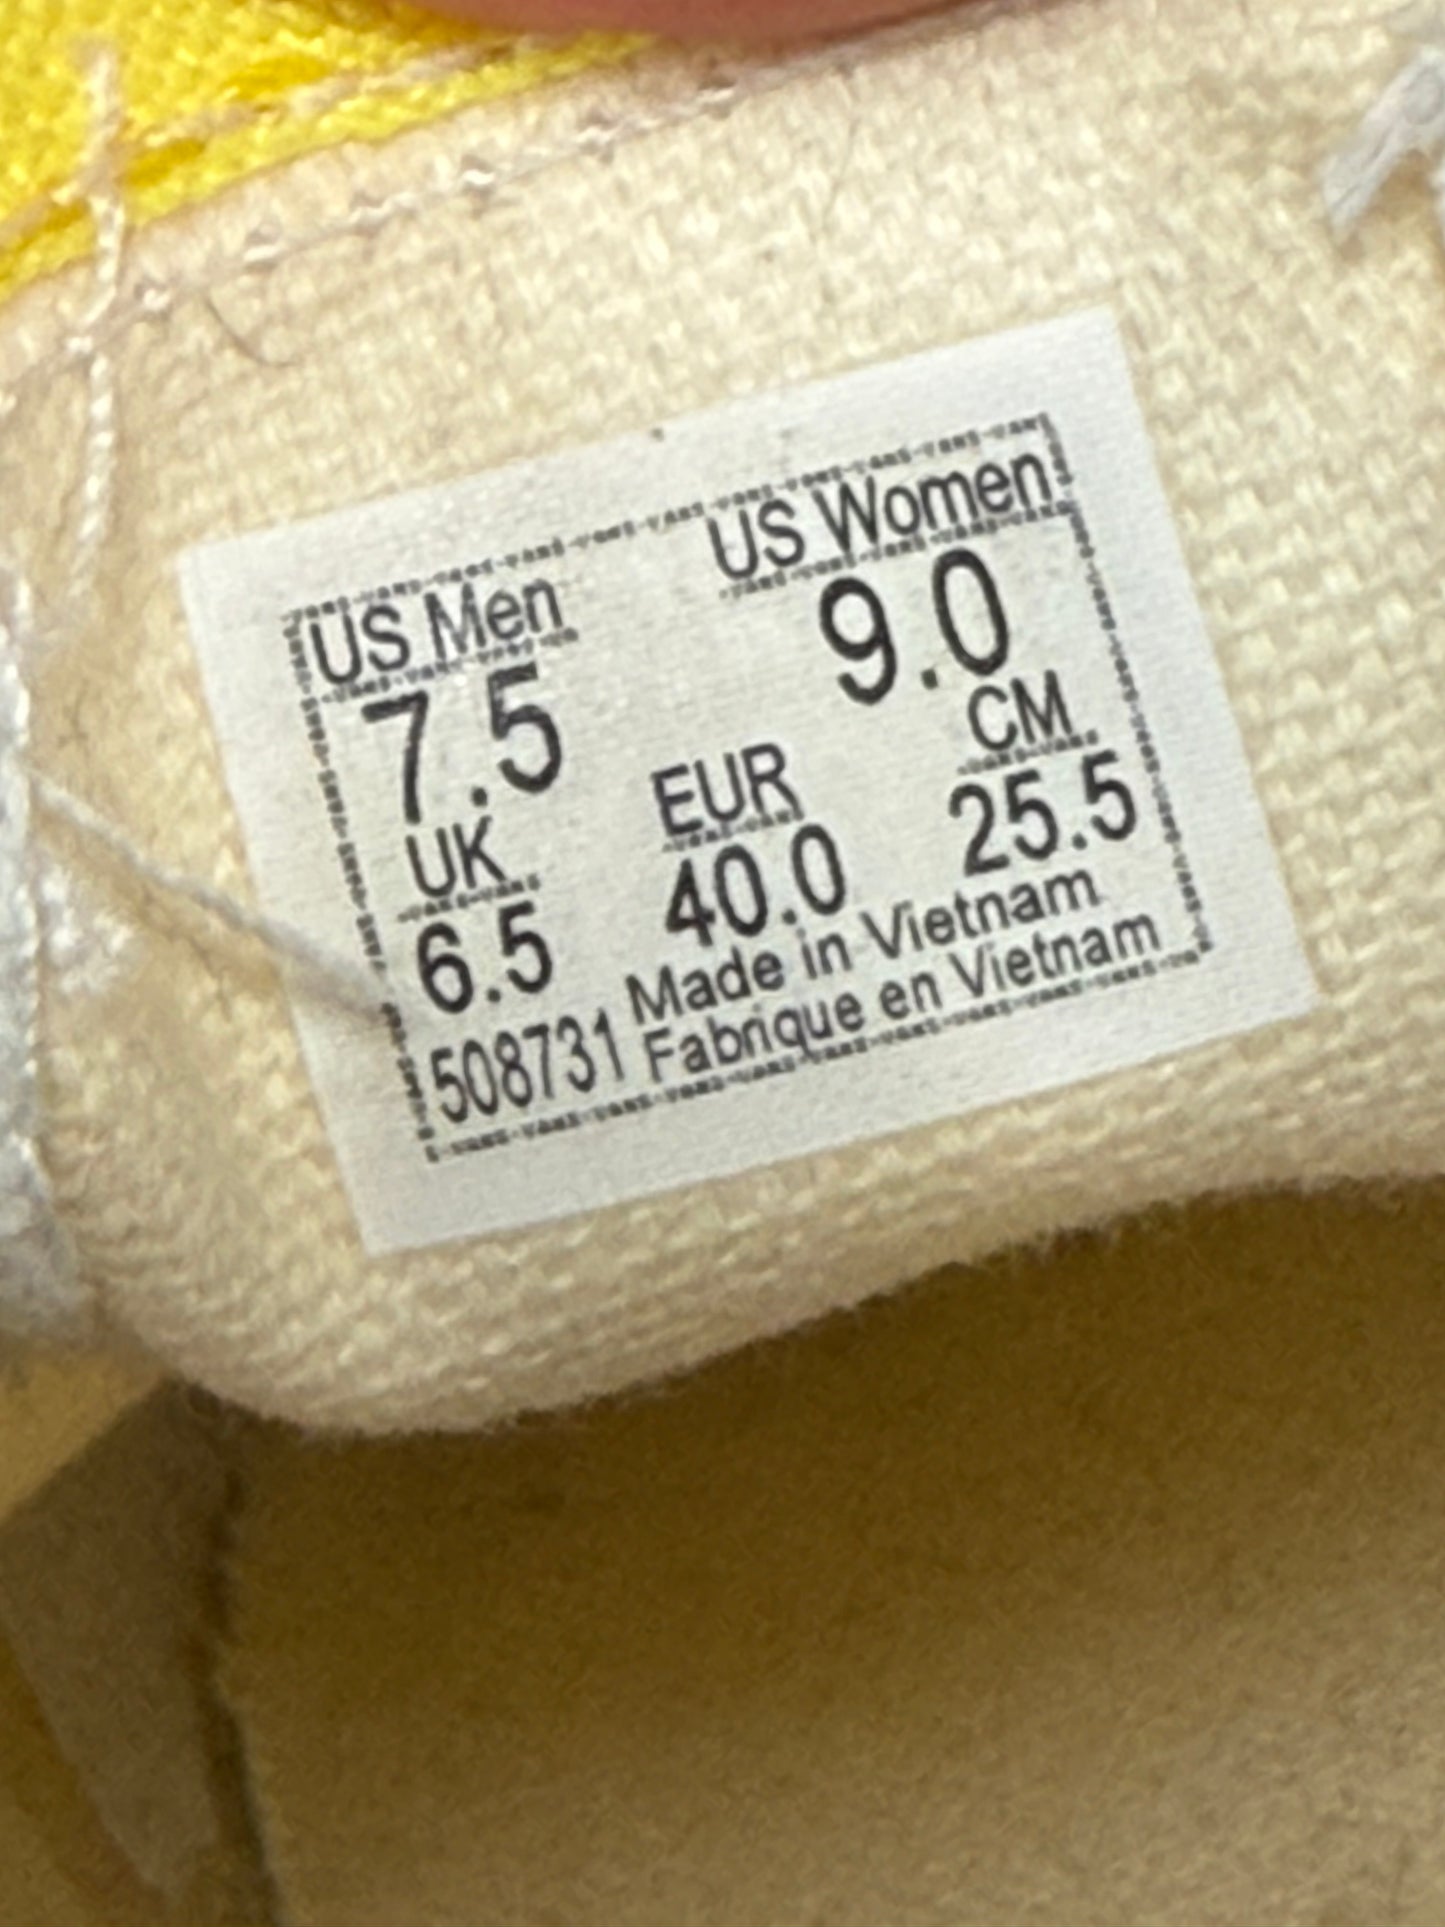 US Men US Women
7.5 9.0
UK EUR CM
6.5 40.0 25.5
508731 Made in Vietnam
Fabrique en Vietnam